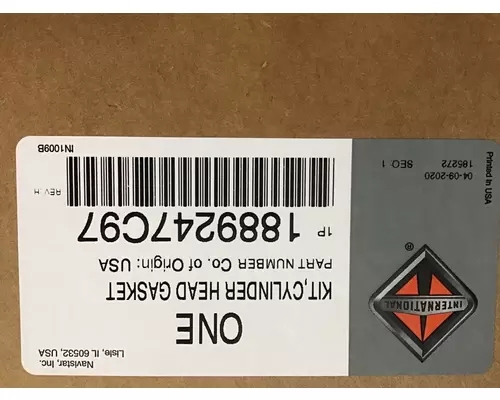 Navistar, Inc.
Lisle, IL 60532, USA
ONE
KIT,CYLINDER HEAD GASKET
PART NUMBER Co. of Origin: USA
1P 1889247C97
REV: H
IN1009B
INTERNATIONAL
®
04-09-2020
SEQ: 1
185272
Printed in USA